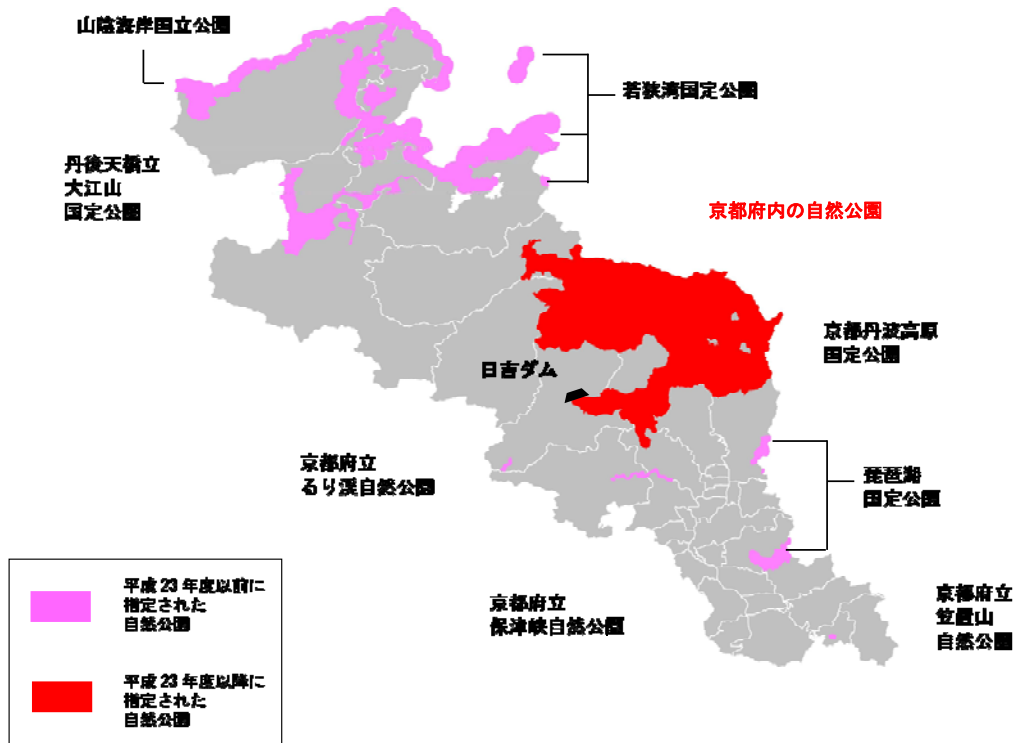 山陰海岸国立公園
若狭湾国定公園
丹後天橋立
大江山
国定公園
京都府内の自然公園
京都丹波高原
国定公園
日吉ダム
京都府立
るり渓自然公園
琵琶湖
国定公園
京都府立
保津峡自然公園
京都府立
笠置山
自然公園
平成 23 年度以前に
指定された
自然公園
平成 23 年度以降に
指定された
自然公園